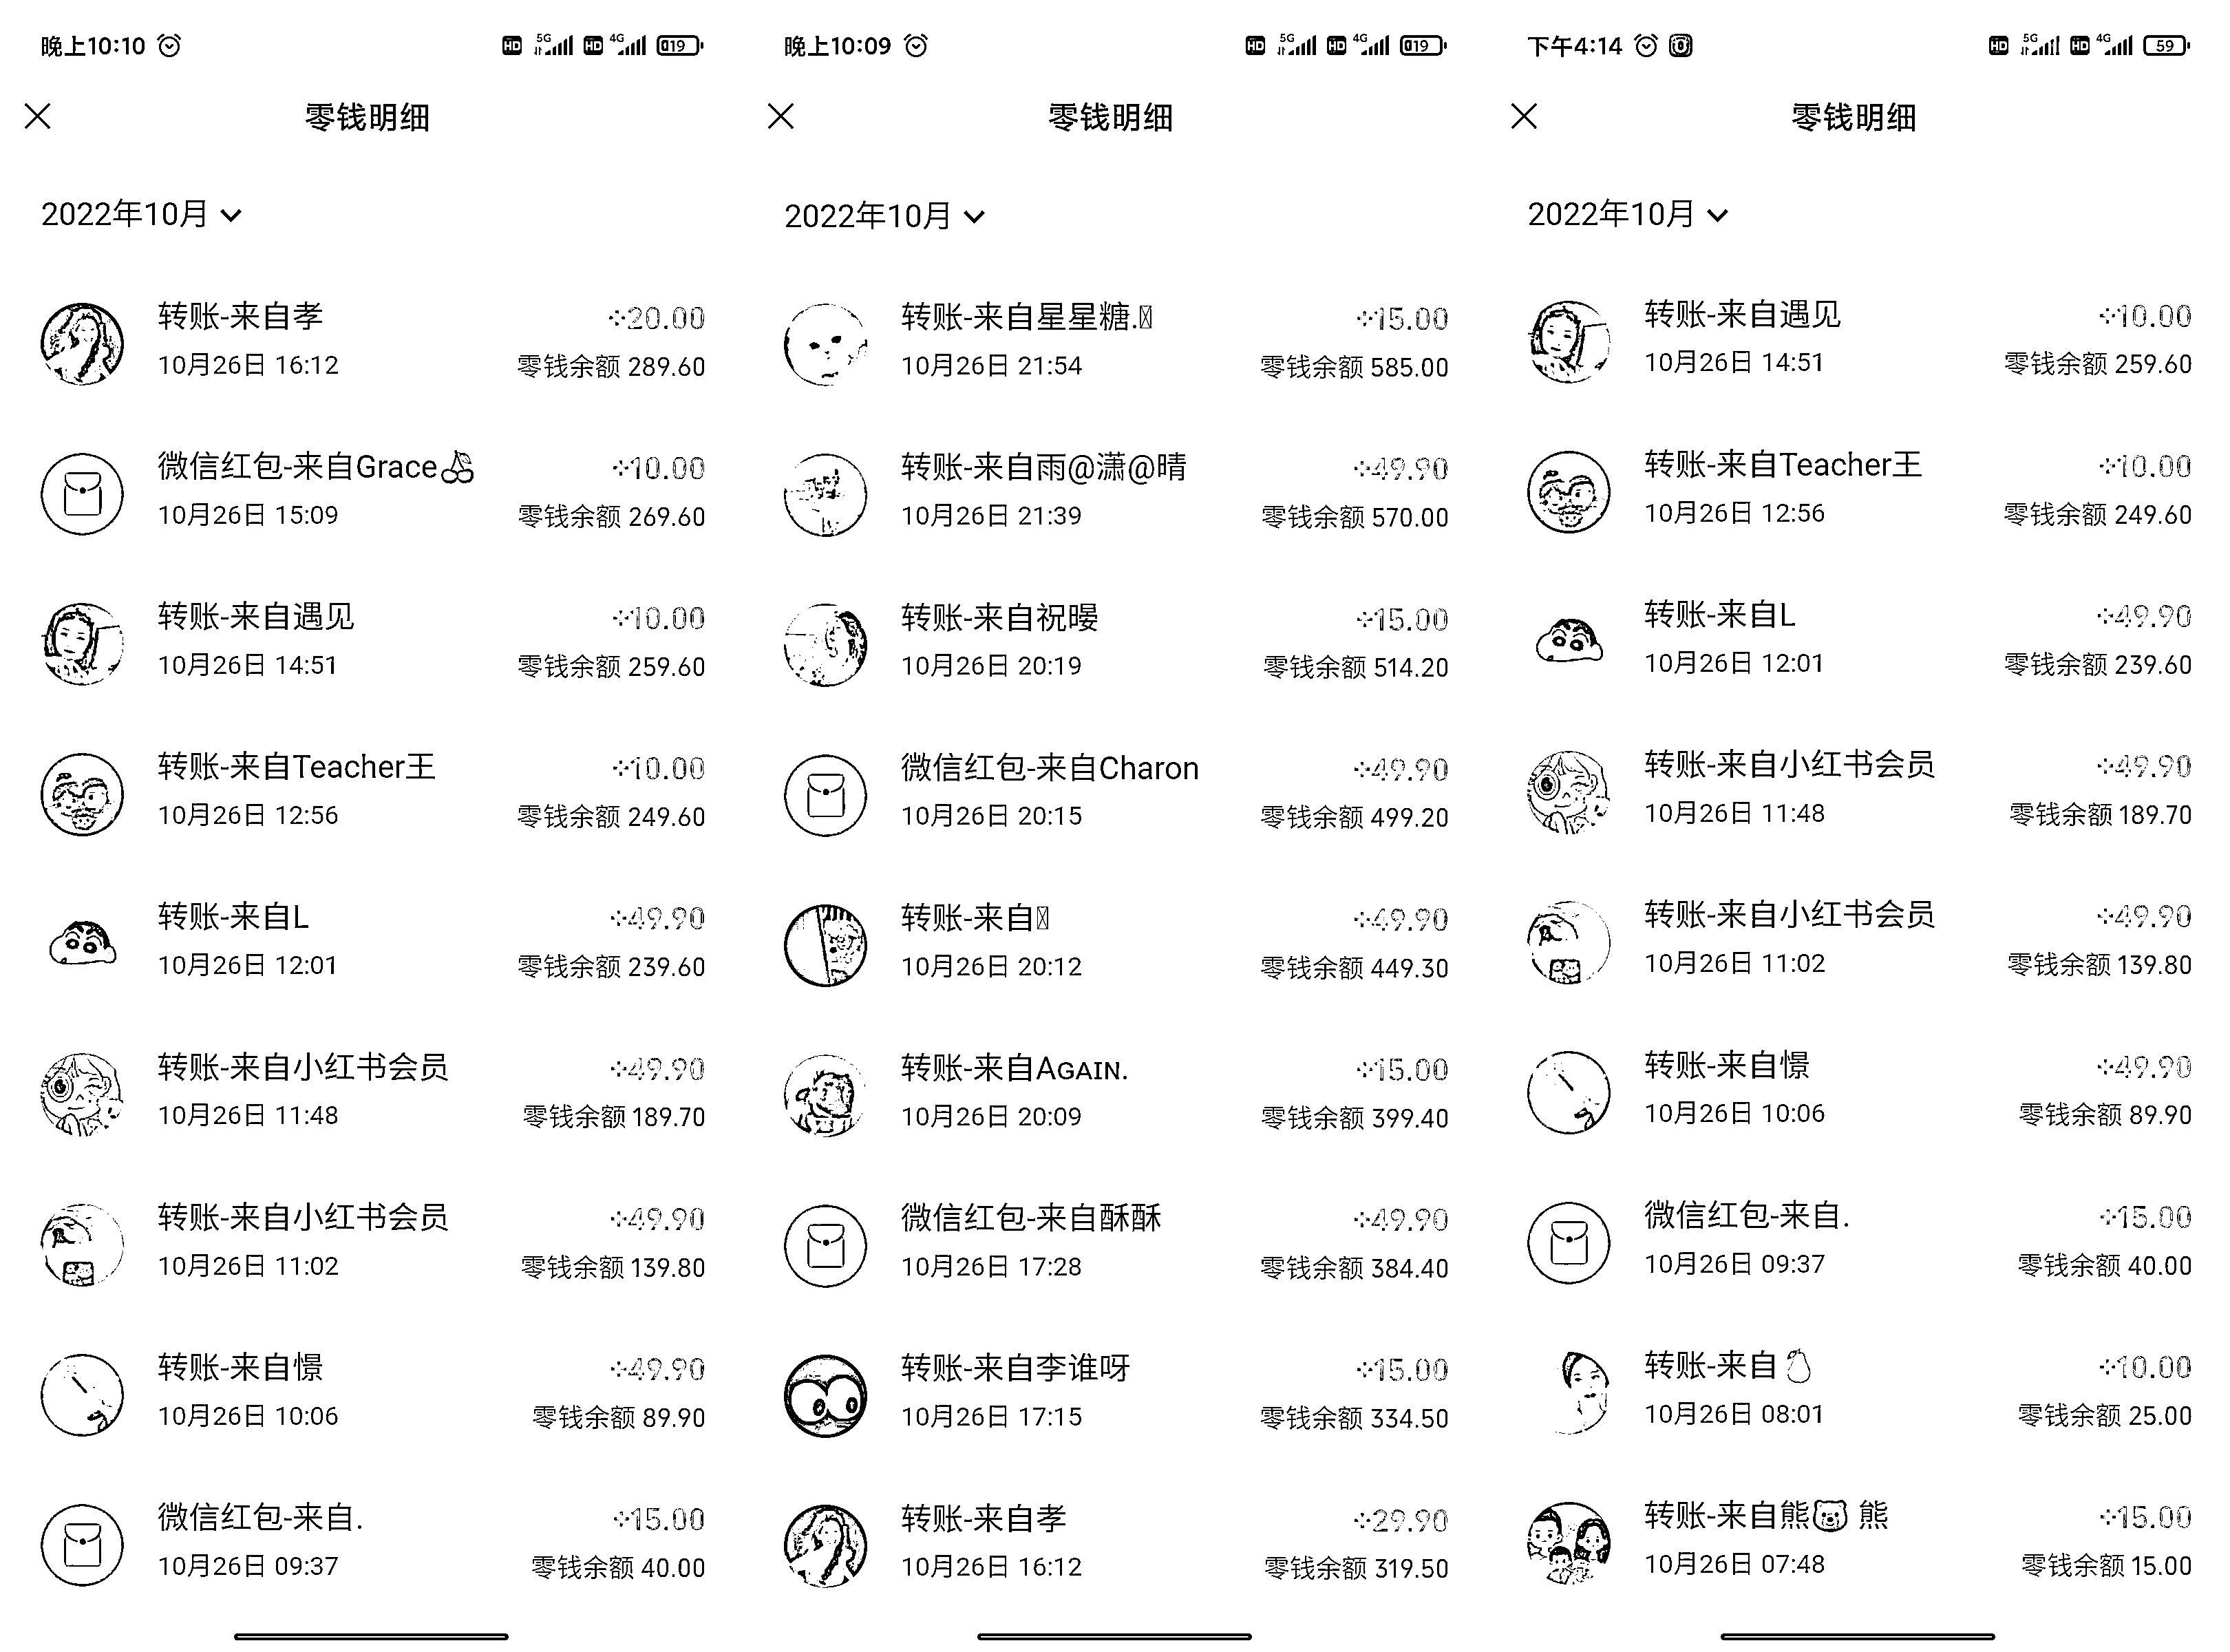 晚上10:10
HD 5G HD 4G 19
零钱明细
2022年10月
转账-来自孝
+20.00
10月26日 16:12
零钱余额 289.60
微信红包-来自Grace🍒
+10.00
10月26日 15:09
零钱余额 269.60
转账-来自遇见
+10.00
10月26日 14:51
零钱余额 259.60
转账-来自Teacher王
+10.00
10月26日 12:56
零钱余额 249.60
转账-来自L
+49.90
10月26日 12:01
零钱余额 239.60
转账-来自小红书会员
+49.90
10月26日 11:48
零钱余额 189.70
转账-来自小红书会员
+49.90
10月26日 11:02
零钱余额 139.80
转账-来自憬
+49.90
10月26日 10:06
零钱余额 89.90
微信红包-来自.
+15.00
10月26日 09:37
零钱余额 40.00
晚上10:09
HD 5G HD 4G 19
零钱明细
2022年10月
转账-来自星星糖.
+15.00
10月26日 21:54
零钱余额 585.00
转账-来自雨@潇@晴
+49.90
10月26日 21:39
零钱余额 570.00
转账-来自祝暖
+15.00
10月26日 20:19
零钱余额 514.20
微信红包-来自Charon
+49.90
10月26日 20:15
零钱余额 499.20
转账-来自
+49.90
10月26日 20:12
零钱余额 449.30
转账-来自Aɢᴀɪɴ.
+15.00
10月26日 20:09
零钱余额 399.40
微信红包-来自酥酥
+49.90
10月26日 17:28
零钱余额 384.40
转账-来自李谁呀
+15.00
10月26日 17:15
零钱余额 334.50
转账-来自孝
+29.90
10月26日 16:12
零钱余额 319.50
下午4:14
HD 5G HD 4G 59
零钱明细
2022年10月
转账-来自遇见
+10.00
10月26日 14:51
零钱余额 259.60
转账-来自Teacher王
+10.00
10月26日 12:56
零钱余额 249.60
转账-来自L
+49.90
10月26日 12:01
零钱余额 239.60
转账-来自小红书会员
+49.90
10月26日 11:48
零钱余额 189.70
转账-来自小红书会员
+49.90
10月26日 11:02
零钱余额 139.80
转账-来自憬
+49.90
10月26日 10:06
零钱余额 89.90
微信红包-来自.
+15.00
10月26日 09:37
零钱余额 40.00
转账-来自🍐
+10.00
10月26日 08:01
零钱余额 25.00
转账-来自熊🐻 熊
+15.00
10月26日 07:48
零钱余额 15.00